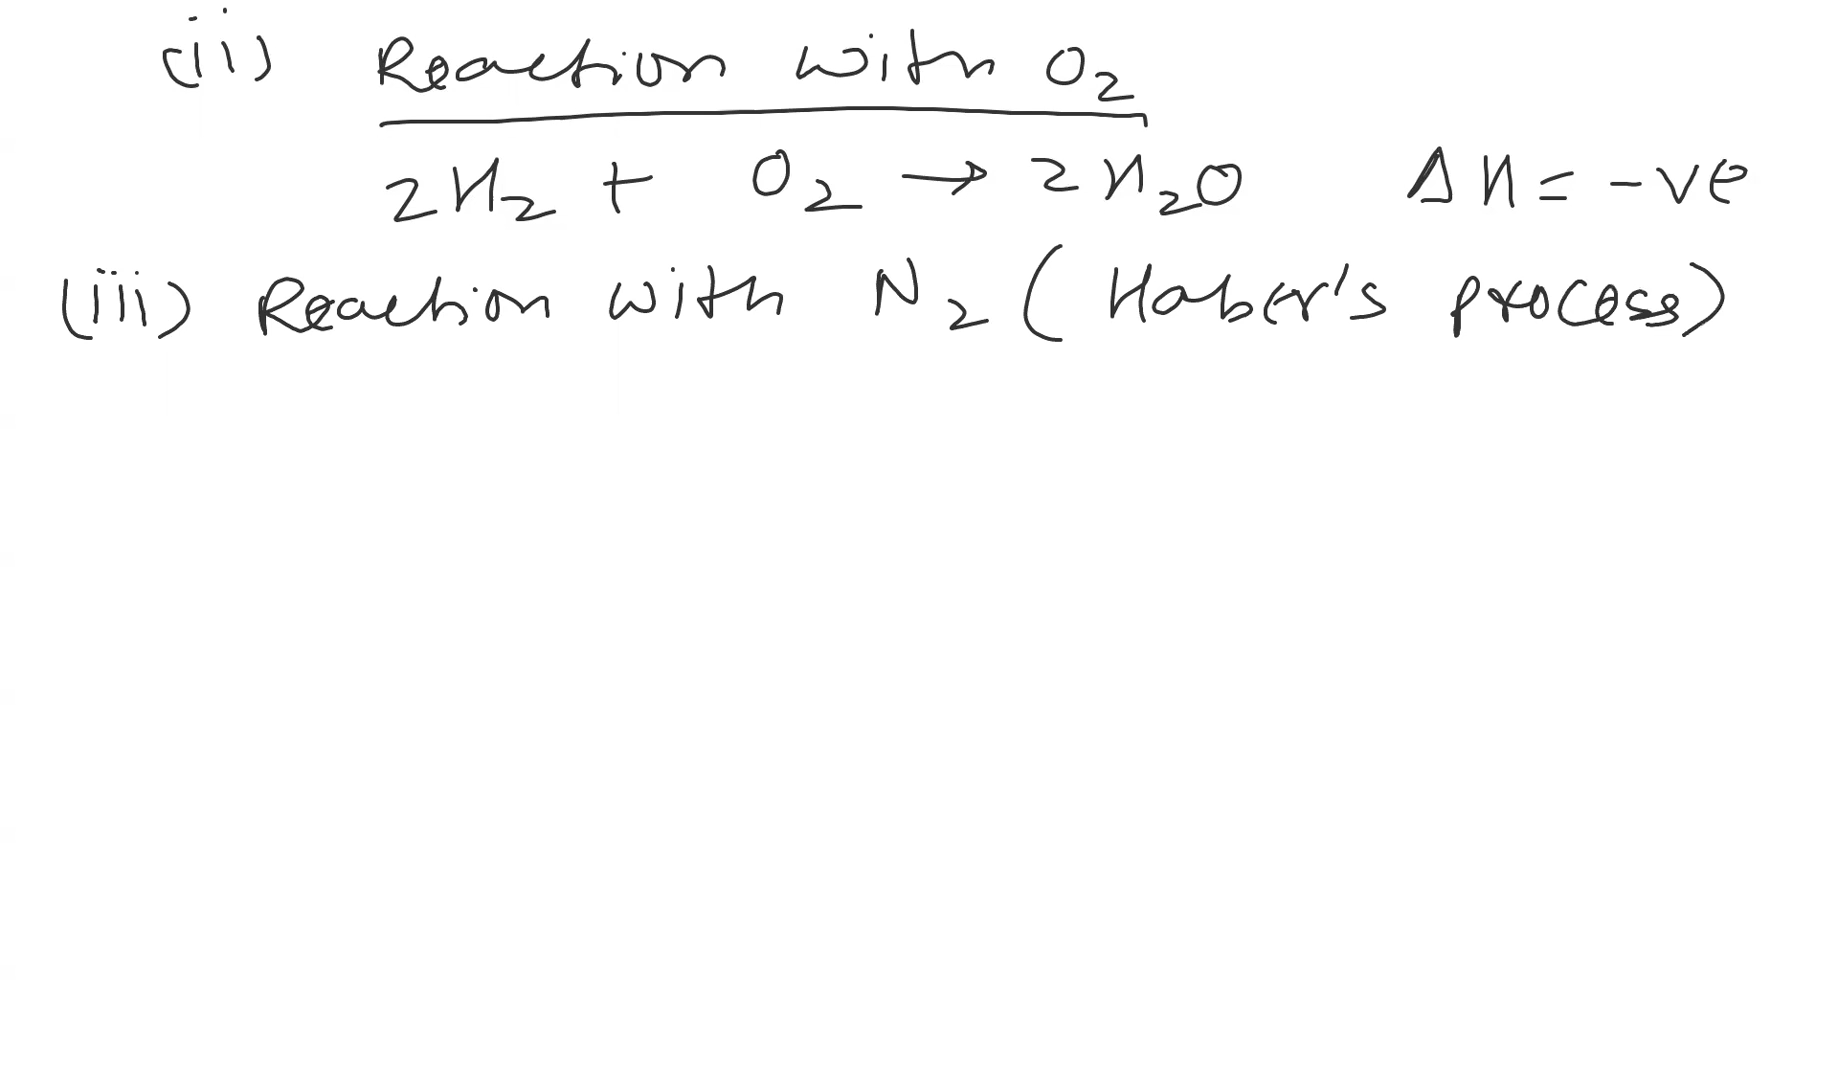 (ii) Reaction with O₂
2H₂ + O₂ → 2H₂O ΔH = -ve
(iii) Reaction with N₂ (Haber's process)